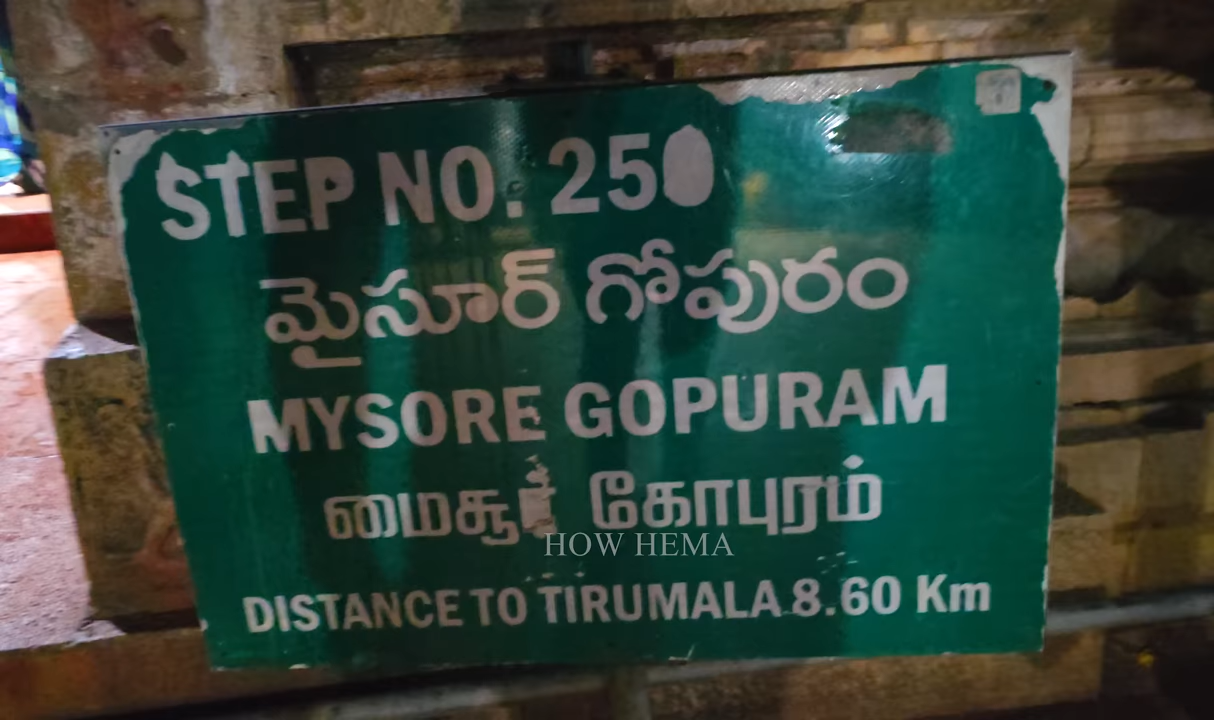 STEP NO. 250
మైసూర్ గోపురం
MYSORE GOPURAM
மைசூர் கோபுரம்
HOW HEMA
DISTANCE TO TIRUMALA 8.60 Km